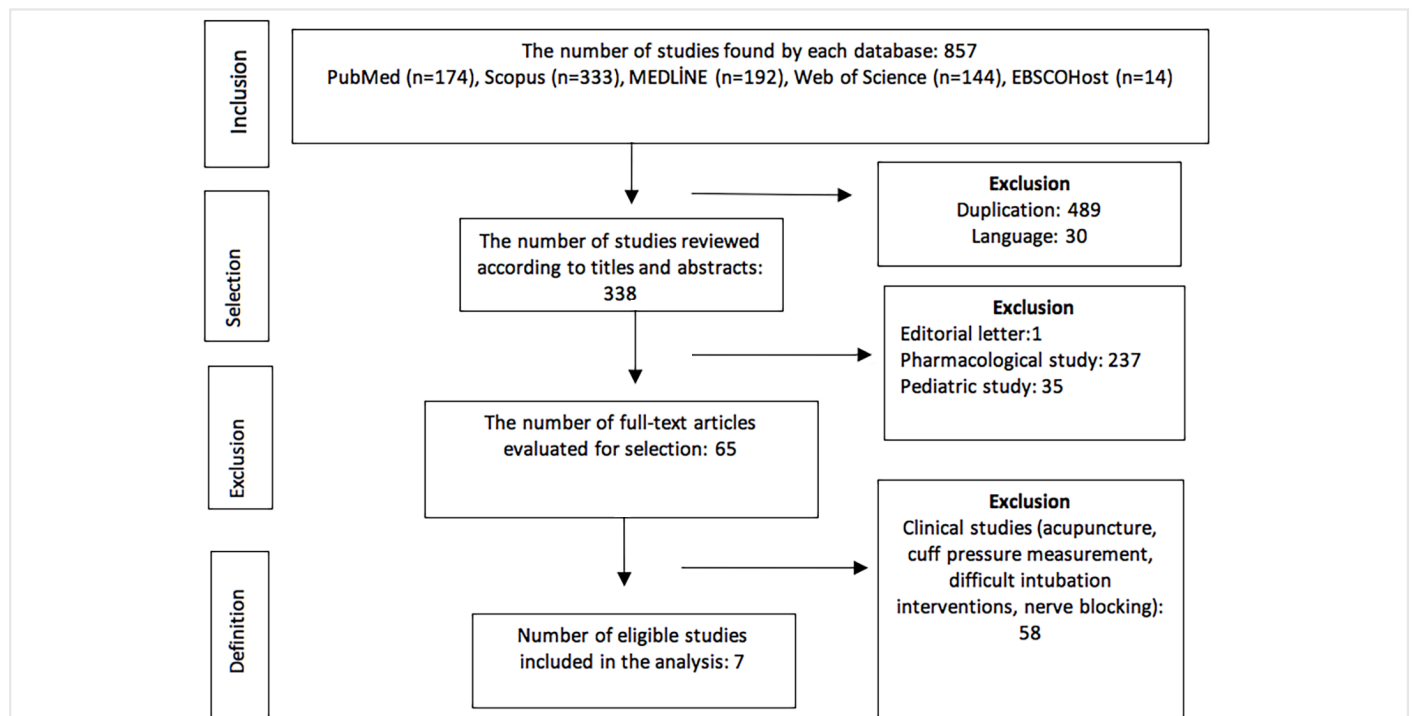 Inclusion
The number of studies found by each database: 857
PubMed (n=174), Scopus (n=333), MEDLİNE (n=192), Web of Science (n=144), EBSCOHost (n=14)
Exclusion
Duplication: 489
Language: 30
Selection
The number of studies reviewed
according to titles and abstracts:
338
Exclusion
Editorial letter:1
Pharmacological study: 237
Pediatric study: 35
Exclusion
The number of full-text articles
evaluated for selection: 65
Exclusion
Clinical studies (acupuncture,
cuff pressure measurement,
difficult intubation
interventions, nerve blocking):
58
Definition
Number of eligible studies
included in the analysis: 7